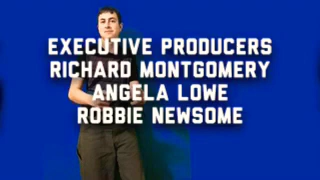 EXECUTIVE PRODUCERS
RICHARD MONTGOMERY
ANGELA LOWE
ROBBIE NEWSOME